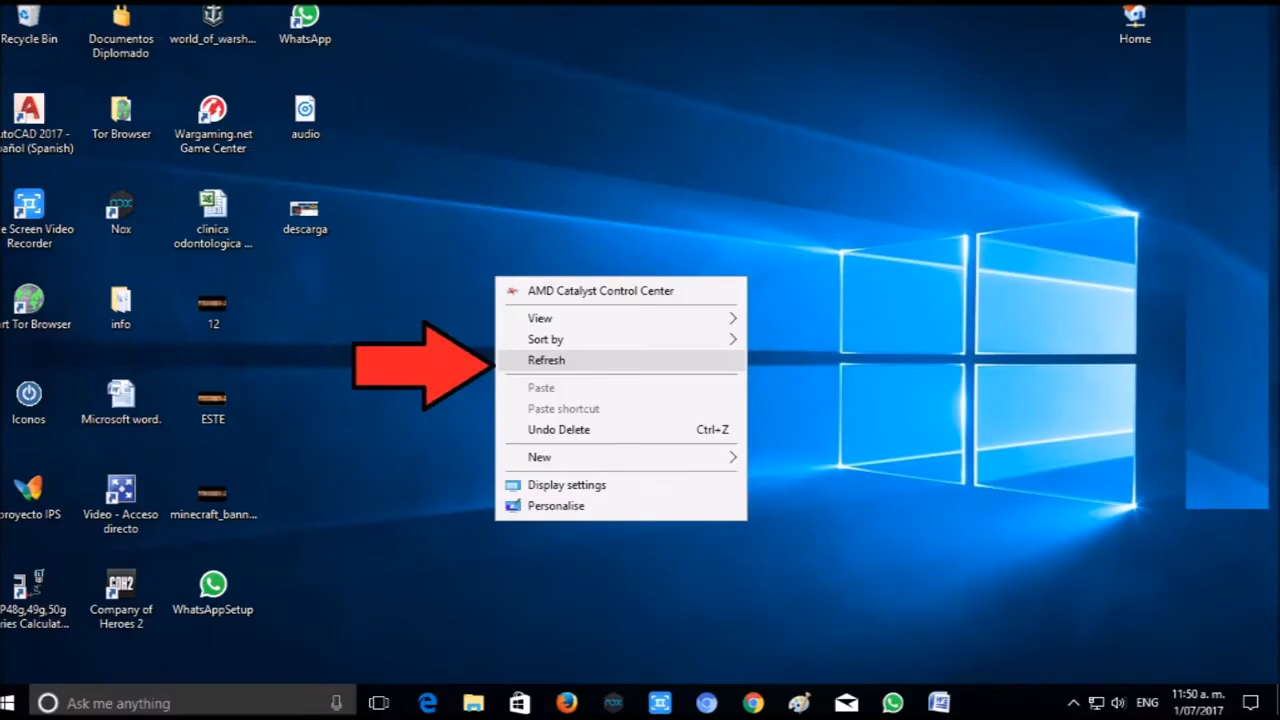 Recycle Bin
Documentos
Diplomado
world_of_warsh...
WhatsApp
Home
utoCAD 2017 -
pañol (Spanish)
Tor Browser
Wargaming.net
Game Center
audio
e Screen Video
Recorder
Nox
clinica
odontologica ...
descarga
rt Tor Browser
info
12
Iconos
Microsoft word.
ESTE
proyecto IPS
Video - Acceso
directo
minecraft_bann...
P48g,49g,50g
ries Calculat...
COH2
Company of
Heroes 2
WhatsAppSetup
AMD Catalyst Control Center
View
Sort by
Refresh
Paste
Paste shortcut
Undo Delete Ctrl+Z
New
Display settings
Personalise
Ask me anything
nox
ENG
11:50 a. m.
1/07/2017